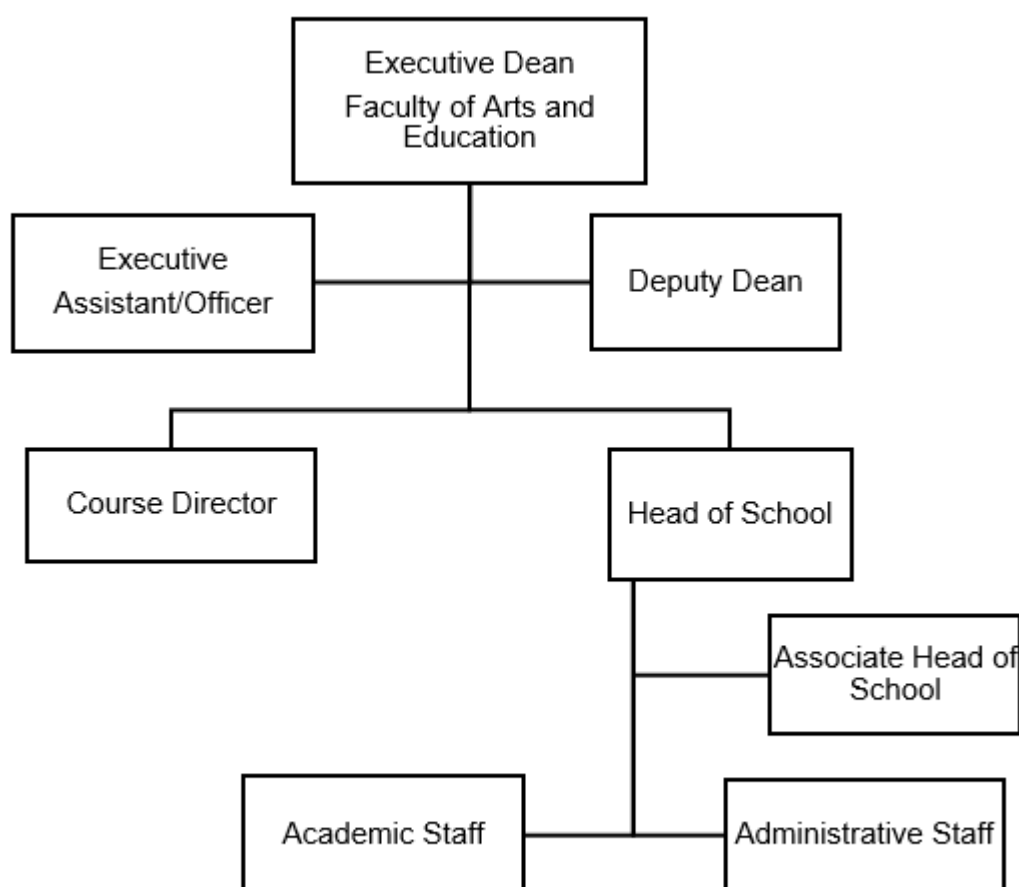 Executive Dean
Faculty of Arts and
Education
Executive
Assistant/Officer
Deputy Dean
Course Director
Head of School
Associate Head of
School
Academic Staff
Administrative Staff